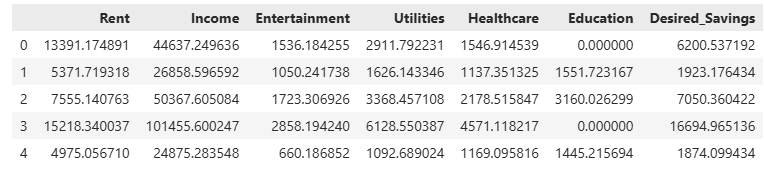 Rent Income Entertainment Utilities Healthcare Education Desired_Savings
0 13391.174891 44637.249636 1536.184255 2911.792231 1546.914539 0.000000 6200.537192
1 5371.719318 26858.596592 1050.241738 1626.143346 1137.351325 1551.723167 1923.176434
2 7555.140763 50367.605084 1723.306926 3368.457108 2178.515847 3160.026299 7050.360422
3 15218.340037 101455.600247 2858.194240 6128.550387 4571.118217 0.000000 16694.965136
4 4975.056710 24875.283548 660.186852 1092.689024 1169.095816 1445.215694 1874.099434